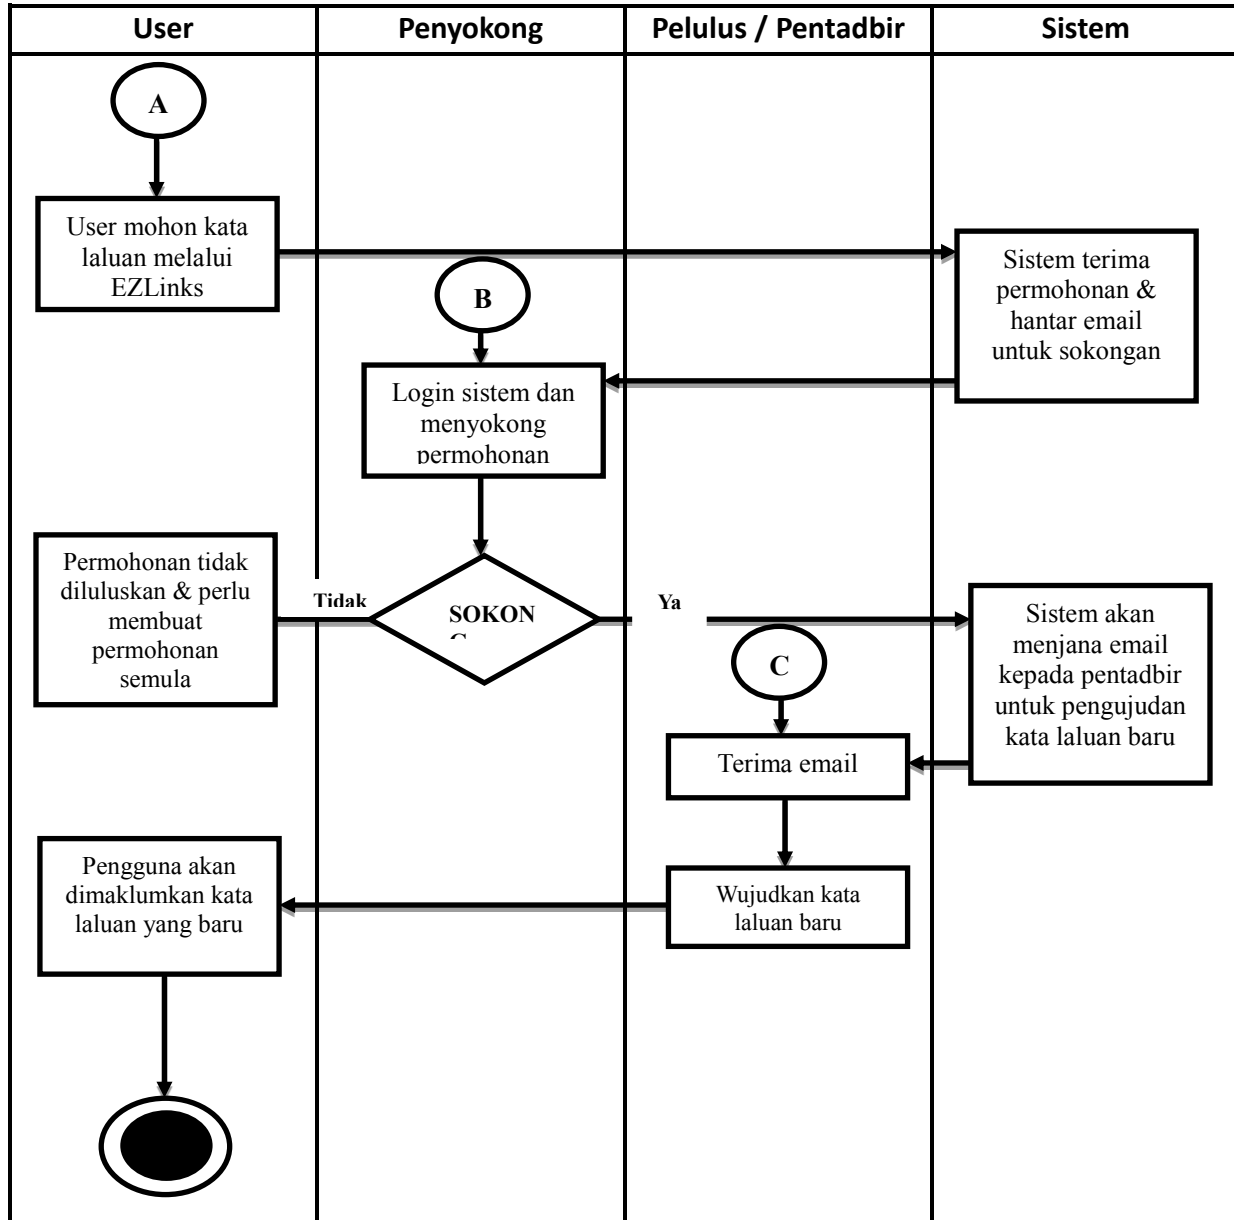 User
Penyokong
Pelulus / Pentadbir
Sistem
A
User mohon kata
laluan melalui
EZLinks
Sistem terima
permohonan &
hantar email
untuk sokongan
B
Login sistem dan
menyokong
permohonan
Permohonan tidak
diluluskan & perlu
membuat
permohonan
semula
Tidak
SOKON
G
Ya
Sistem akan
menjana email
kepada pentadbir
untuk pengujudan
kata laluan baru
C
Terima email
Pengguna akan
dimaklumkan kata
laluan yang baru
Wujudkan kata
laluan baru